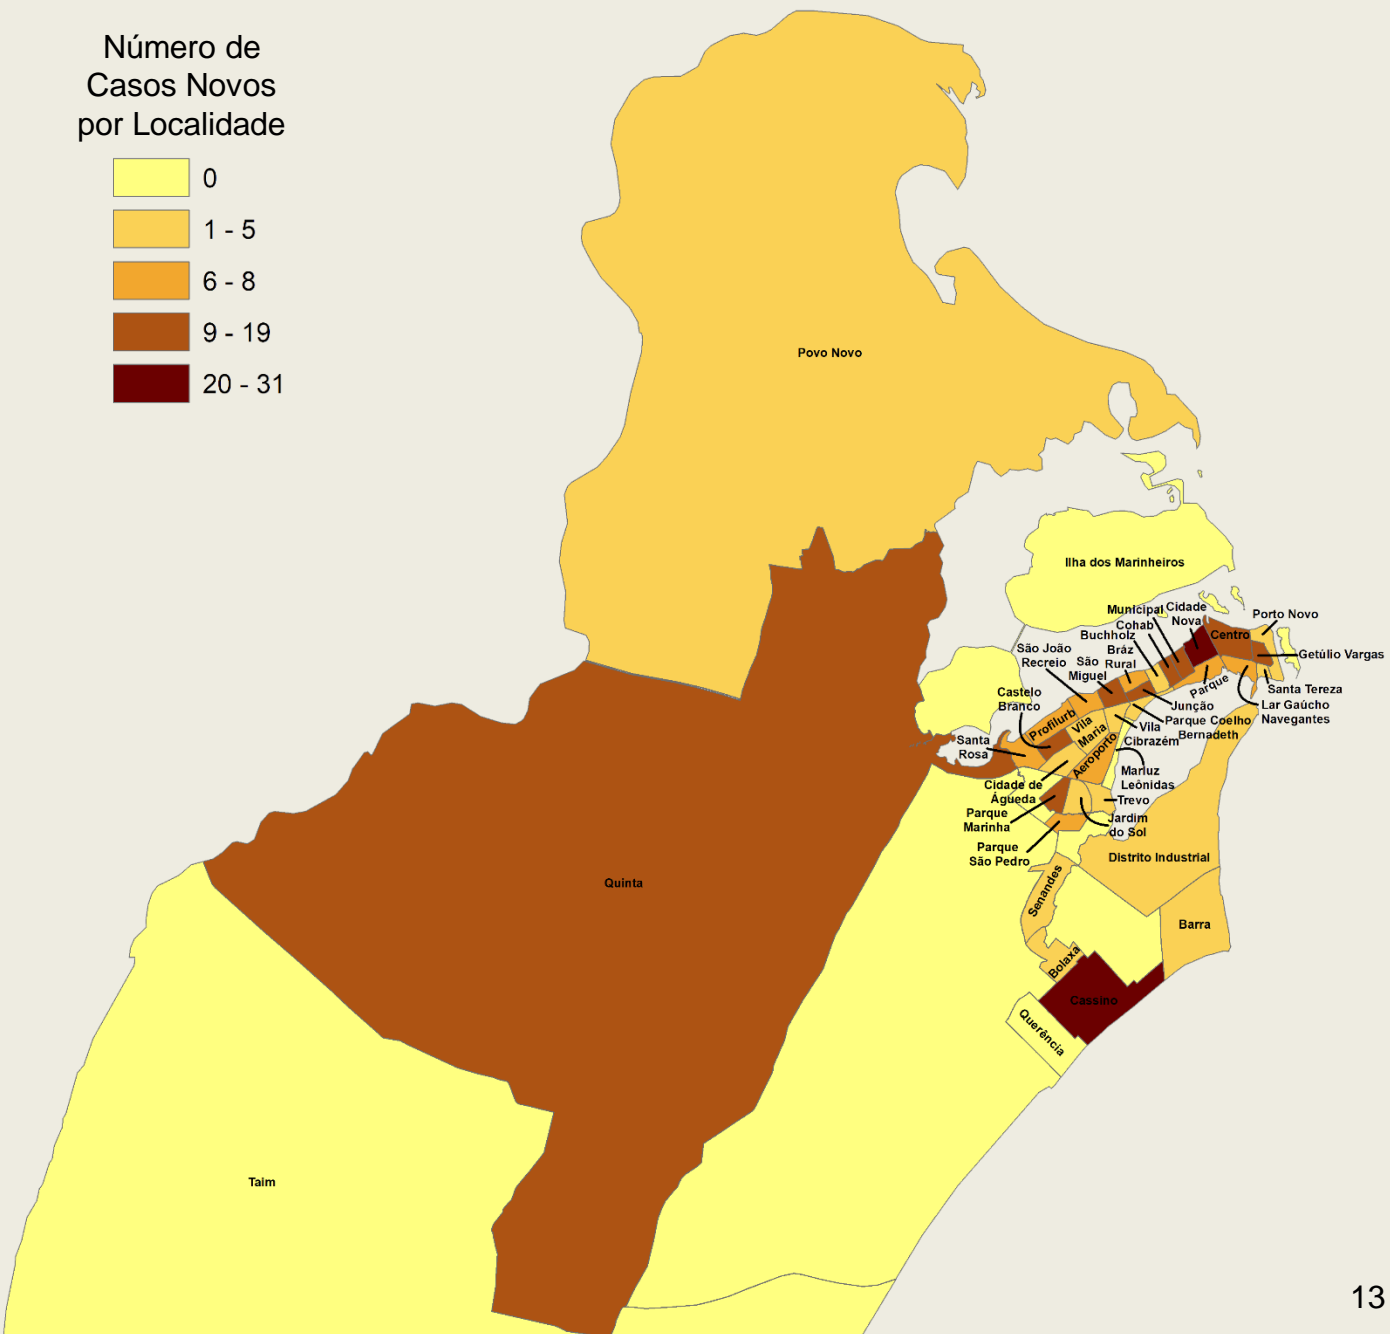 Número de
Casos Novos
por Localidade
0
1 - 5
6 - 8
9 - 19
20 - 31
Povo Novo
Ilha dos Marinheiros
Municipal
Cidade
Nova
Cohab
Buchholz
Bráz
Rural
São João
Recreio
São
Miguel
Castelo
Branco
Porto Novo
Centro
Getúlio Vargas
Santa Tereza
Lar Gaúcho
Navegantes
Parque
Junção
Parque Coelho
Bernadeth
Vila
Cibrazém
Profilurb
Vila
Maria
Aeroporto
Santa
Rosa
Marluz
Leônidas
Cidade de
Águeda
Trevo
Parque
Marinha
Jardim
do Sol
Parque
São Pedro
Distrito Industrial
Quinta
Senandes
Barra
Bolaxa
Cassino
Querência
Taim
13